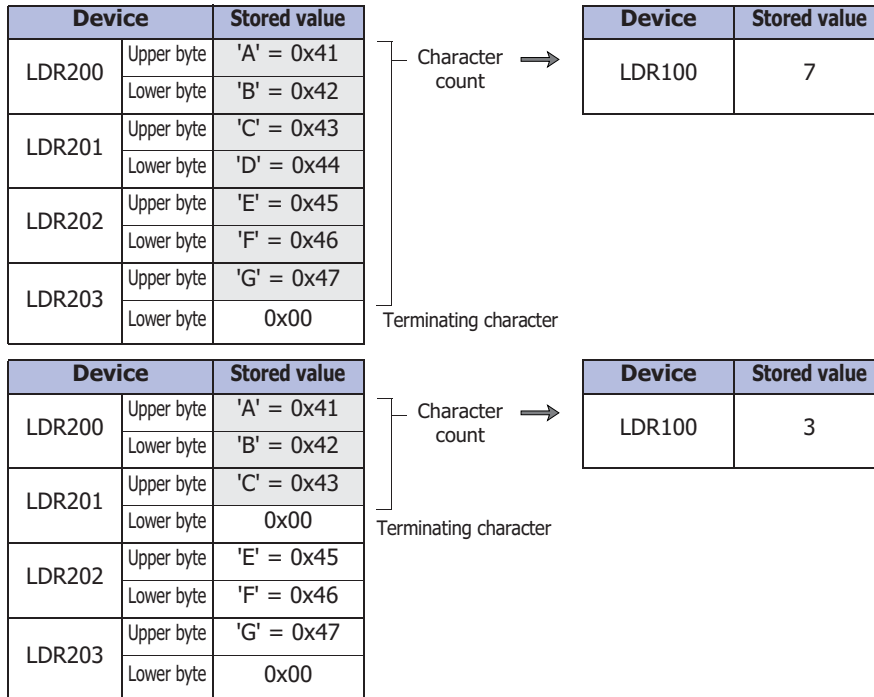 Device Stored value
LDR200 Upper byte 'A' = 0x41
Lower byte 'B' = 0x42
LDR201 Upper byte 'C' = 0x43
Lower byte 'D' = 0x44
LDR202 Upper byte 'E' = 0x45
Lower byte 'F' = 0x46
LDR203 Upper byte 'G' = 0x47
Lower byte 0x00
Character
count
Terminating character
Device Stored value
LDR100 7
Device Stored value
LDR200 Upper byte 'A' = 0x41
Lower byte 'B' = 0x42
LDR201 Upper byte 'C' = 0x43
Lower byte 0x00
LDR202 Upper byte 'E' = 0x45
Lower byte 'F' = 0x46
LDR203 Upper byte 'G' = 0x47
Lower byte 0x00
Character
count
Terminating character
Device Stored value
LDR100 3